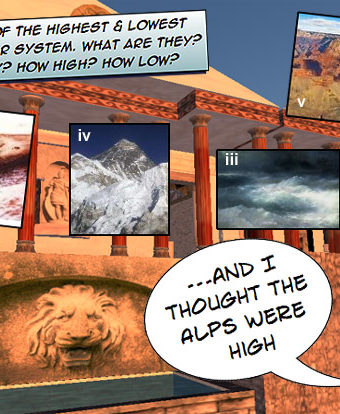 OF THE HIGHEST & LOWEST
R SYSTEM. WHAT ARE THEY?
? HOW HIGH? HOW LOW?
v
iv
iii
...AND I
THOUGHT THE
ALPS WERE
HIGH